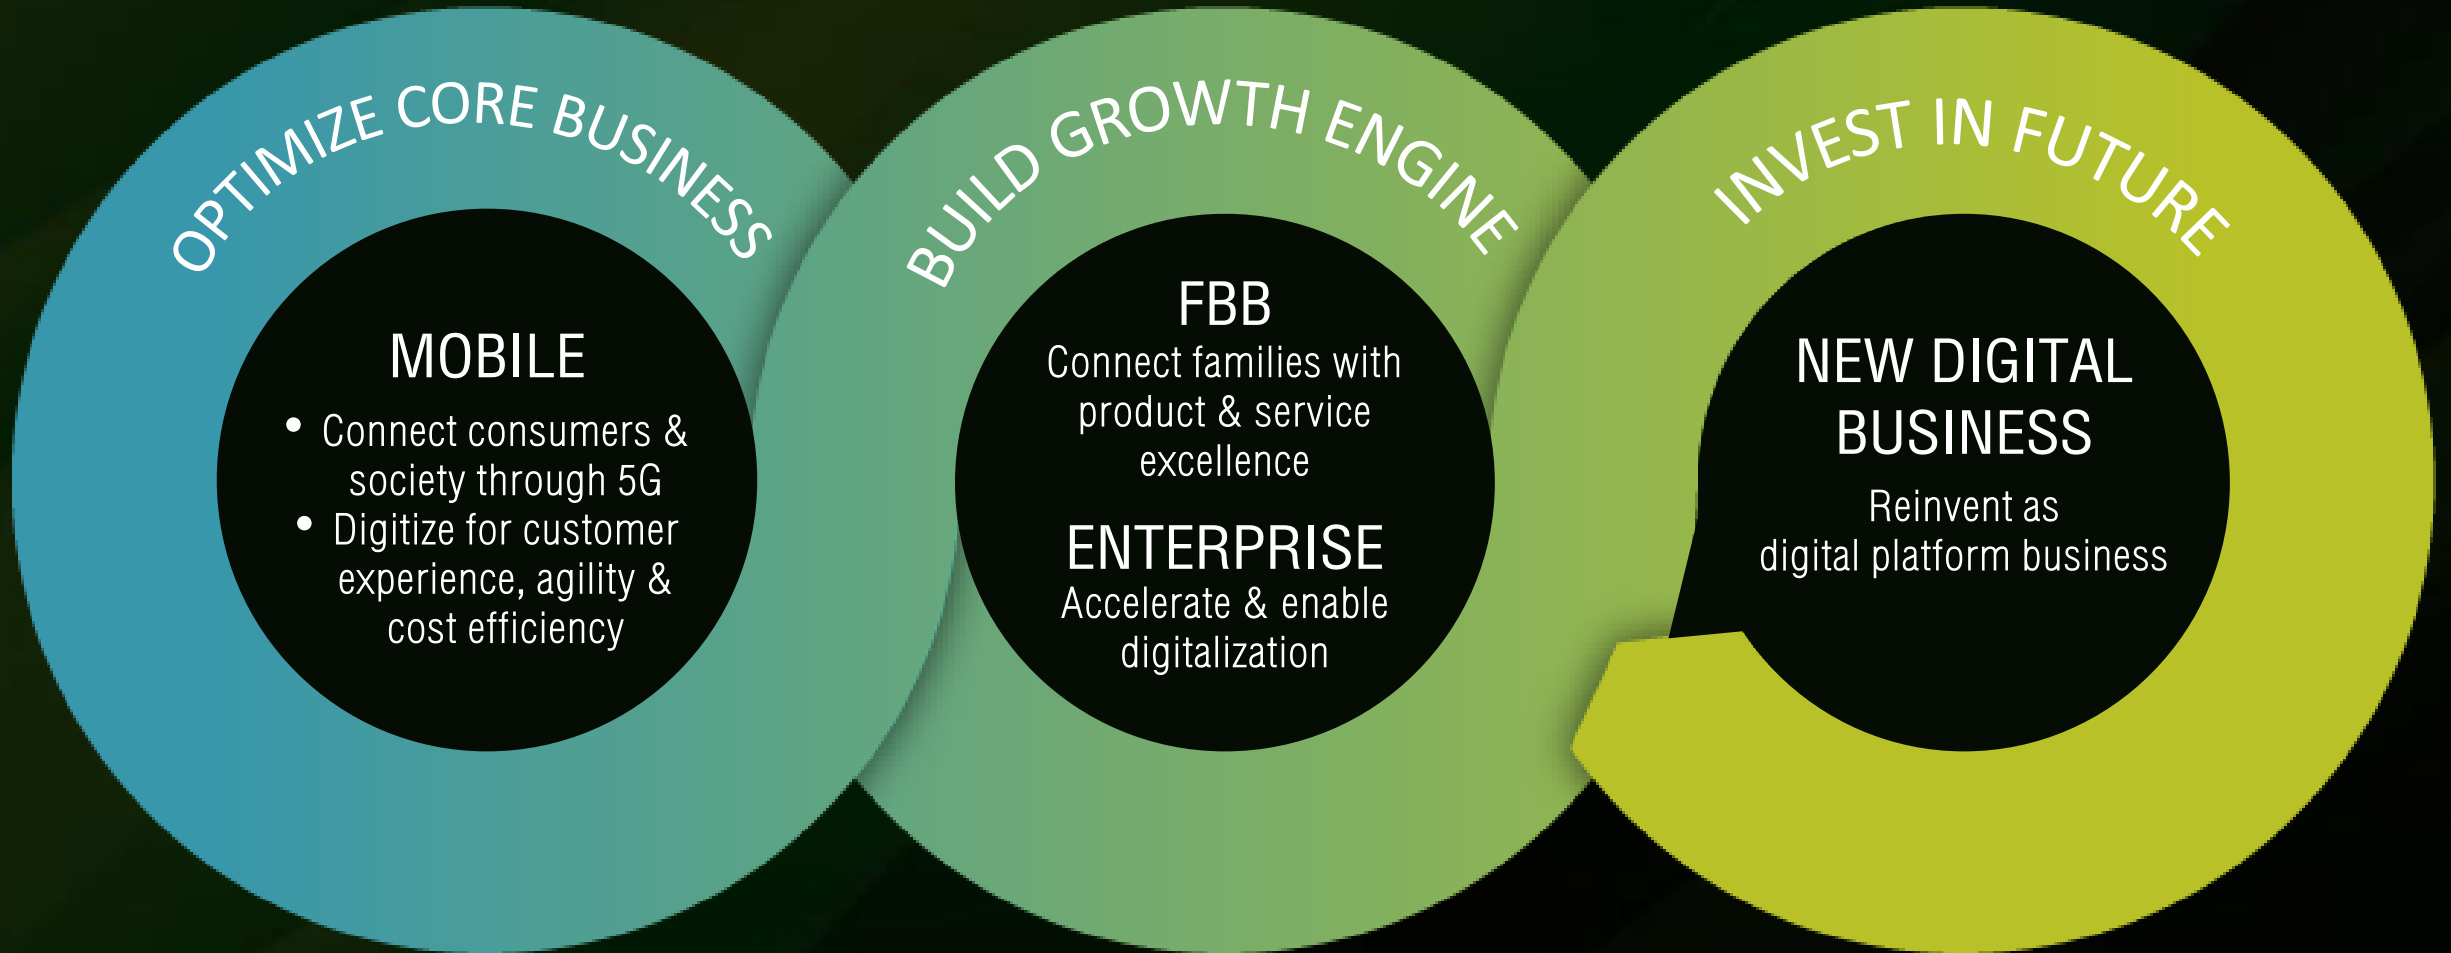 OPTIMIZE CORE BUSINESS
MOBILE
• Connect consumers &
society through 5G
• Digitize for customer
experience, agility &
cost efficiency
BUILD GROWTH ENGINE
FBB
Connect families with
product & service
excellence
ENTERPRISE
Accelerate & enable
digitalization
INVEST IN FUTURE
NEW DIGITAL
BUSINESS
Reinvent as
digital platform business